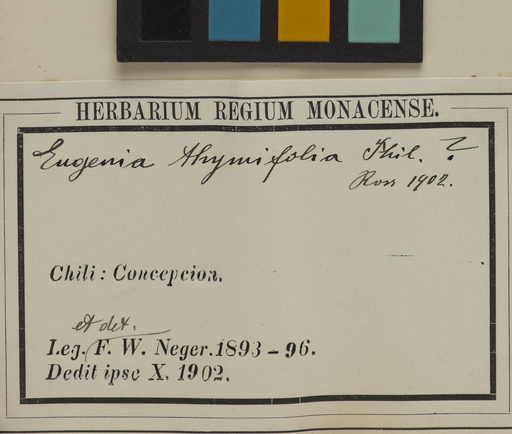 HERBARIUM REGIUM MONACENSE.
Eugenia thymifolia Phil. ?
Ross 1902.
Chili: Concepcion.
et det.
Leg. F. W. Neger. 1893-96.
Dedit ipse X. 1902.